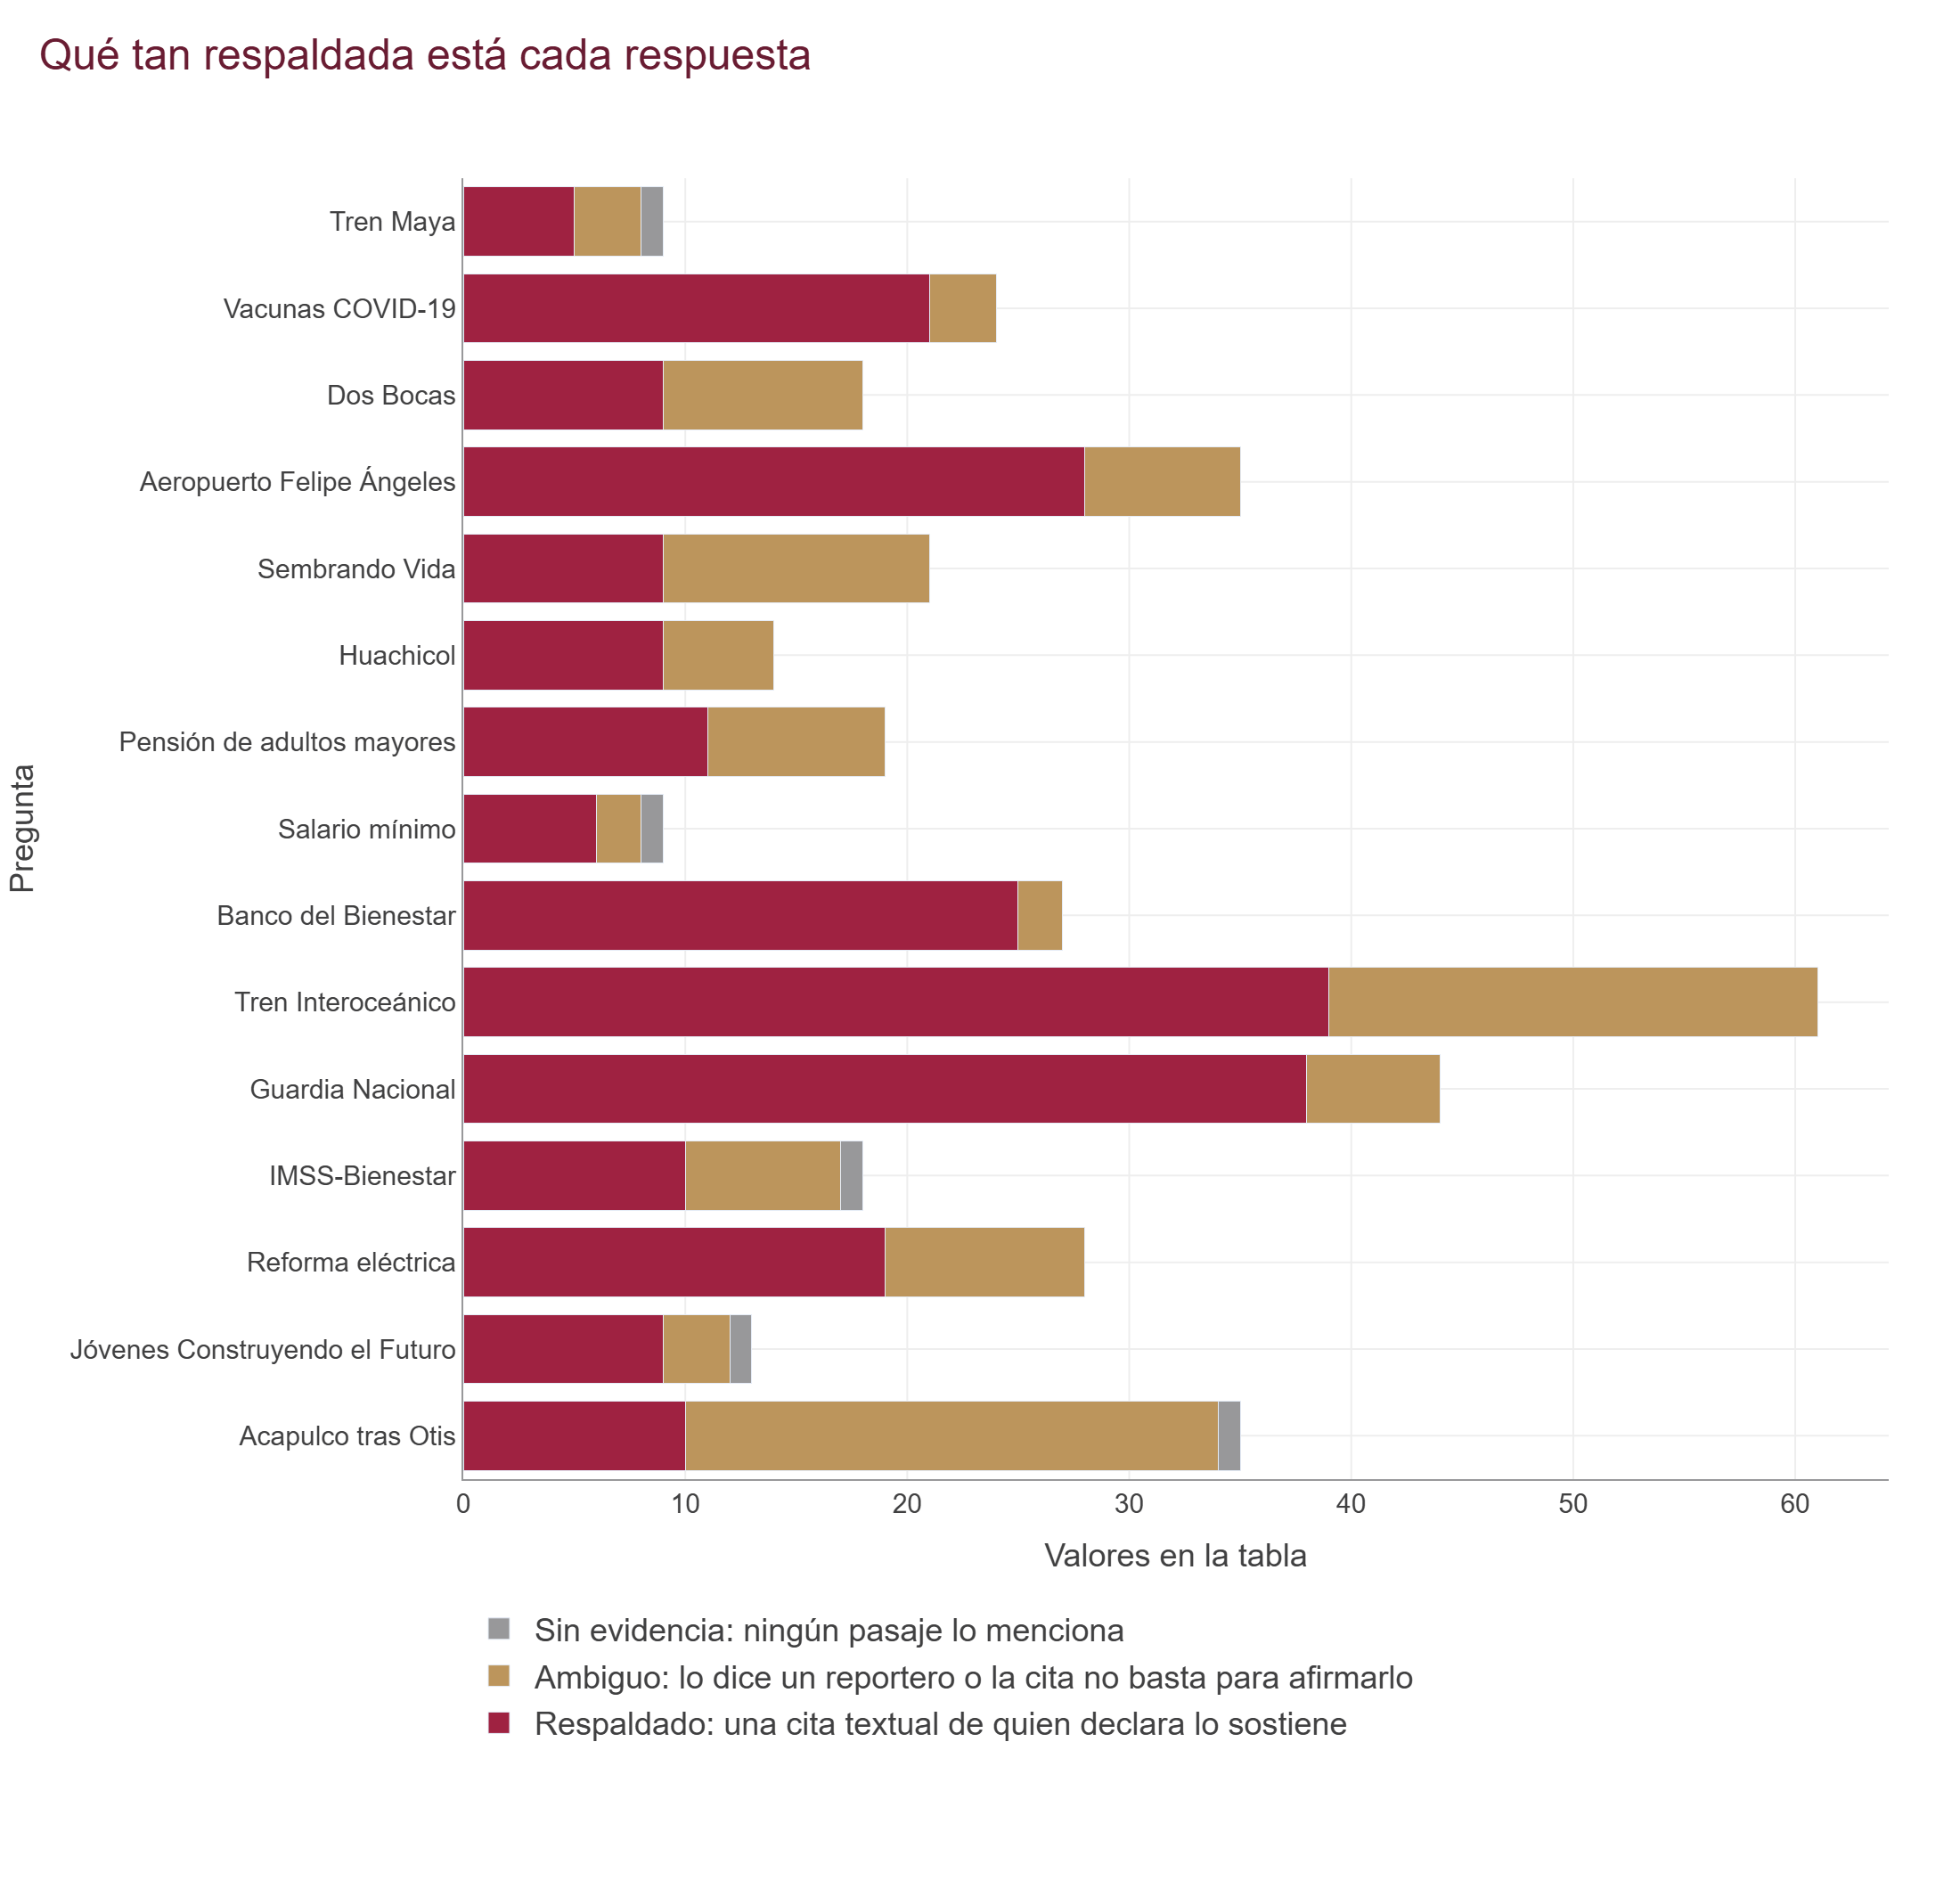 Qué tan respaldada está cada respuesta
Pregunta
Tren Maya
Vacunas COVID-19
Dos Bocas
Aeropuerto Felipe Ángeles
Sembrando Vida
Huachicol
Pensión de adultos mayores
Salario mínimo
Banco del Bienestar
Tren Interoceánico
Guardia Nacional
IMSS-Bienestar
Reforma eléctrica
Jóvenes Construyendo el Futuro
Acapulco tras Otis
0 10 20 30 40 50 60
Valores en la tabla
Sin evidencia: ningún pasaje lo menciona
Ambiguo: lo dice un reportero o la cita no basta para afirmarlo
Respaldado: una cita textual de quien declara lo sostiene